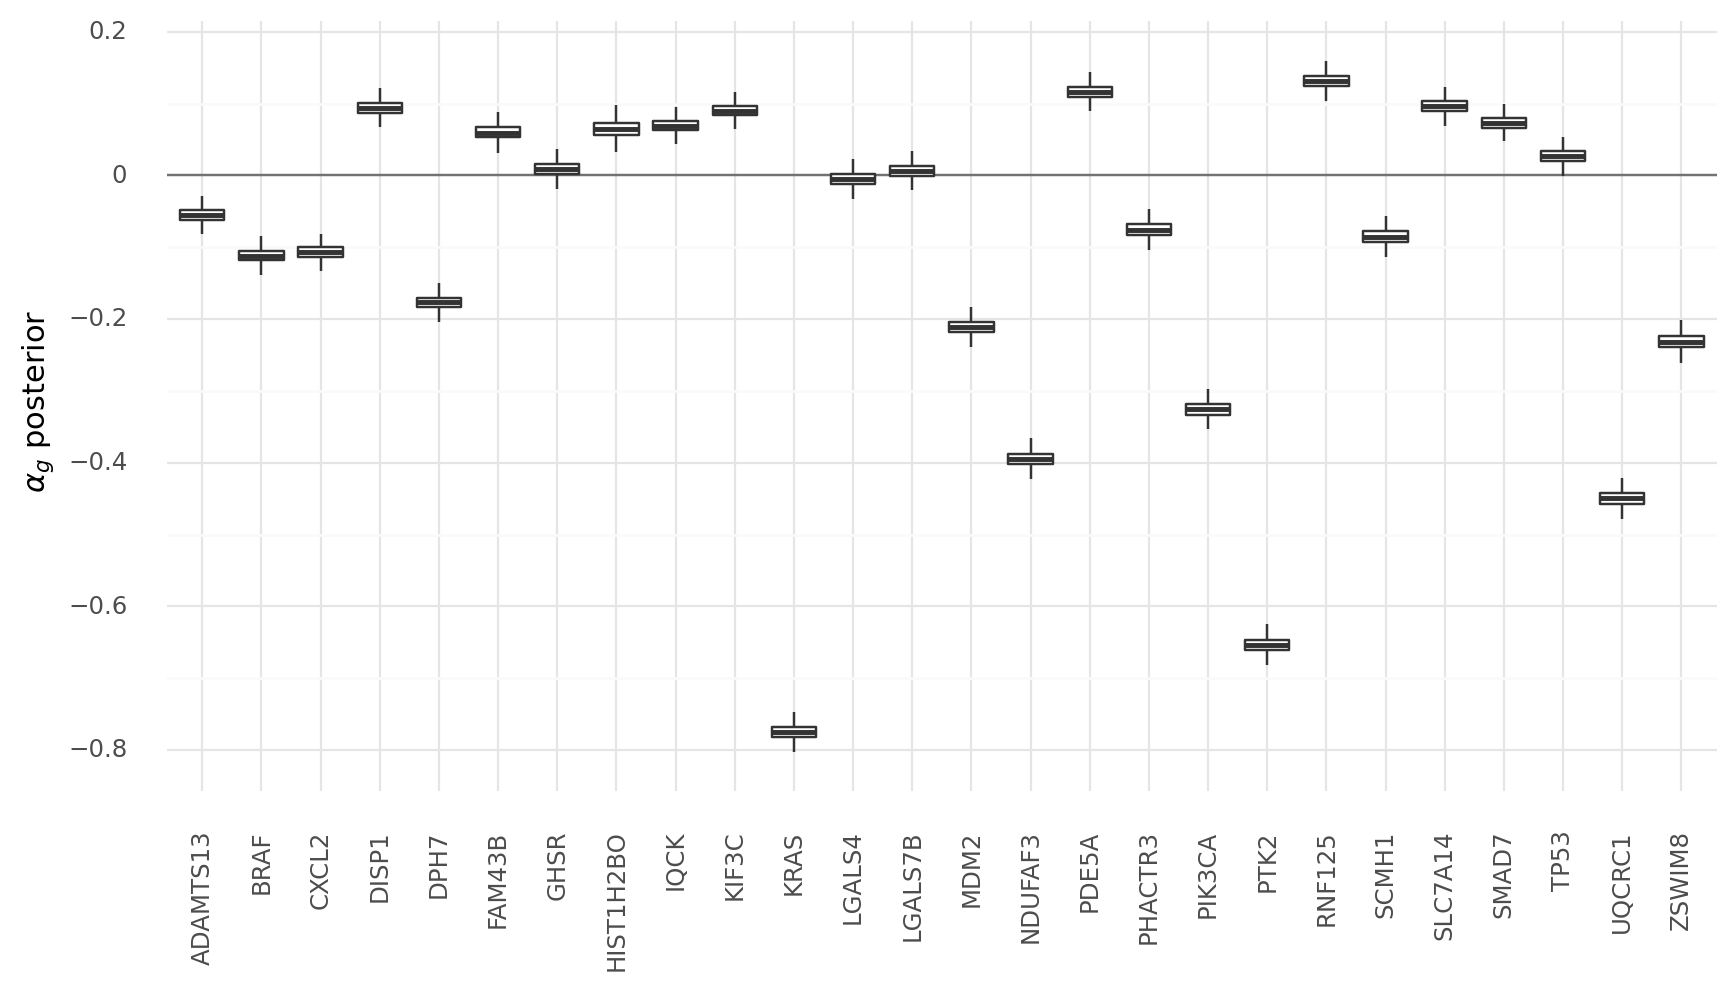 0.2
0
−0.2
−0.4
−0.6
−0.8
αg posterior
ADAMTS13
BRAF
CXCL2
DISP1
DPH7
FAM43B
GHSR
HIST1H2BO
IQCK
KIF3C
KRAS
LGALS4
LGALS7B
MDM2
NDUFAF3
PDE5A
PHACTR3
PIK3CA
PTK2
RNF125
SCMH1
SLC7A14
SMAD7
TP53
UQCRC1
ZSWIM8